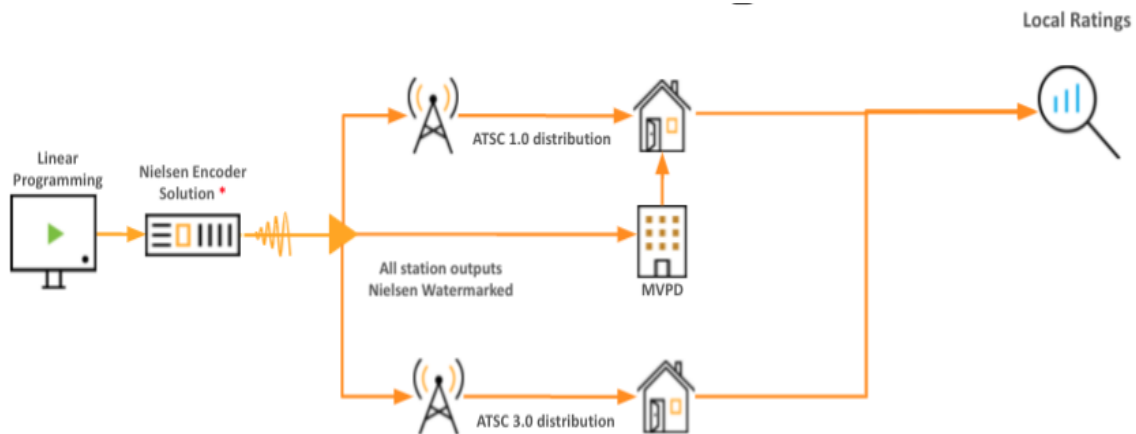 Local Ratings
Linear
Programming
Nielsen Encoder
Solution *
ATSC 1.0 distribution
All station outputs
Nielsen Watermarked
MVPD
ATSC 3.0 distribution